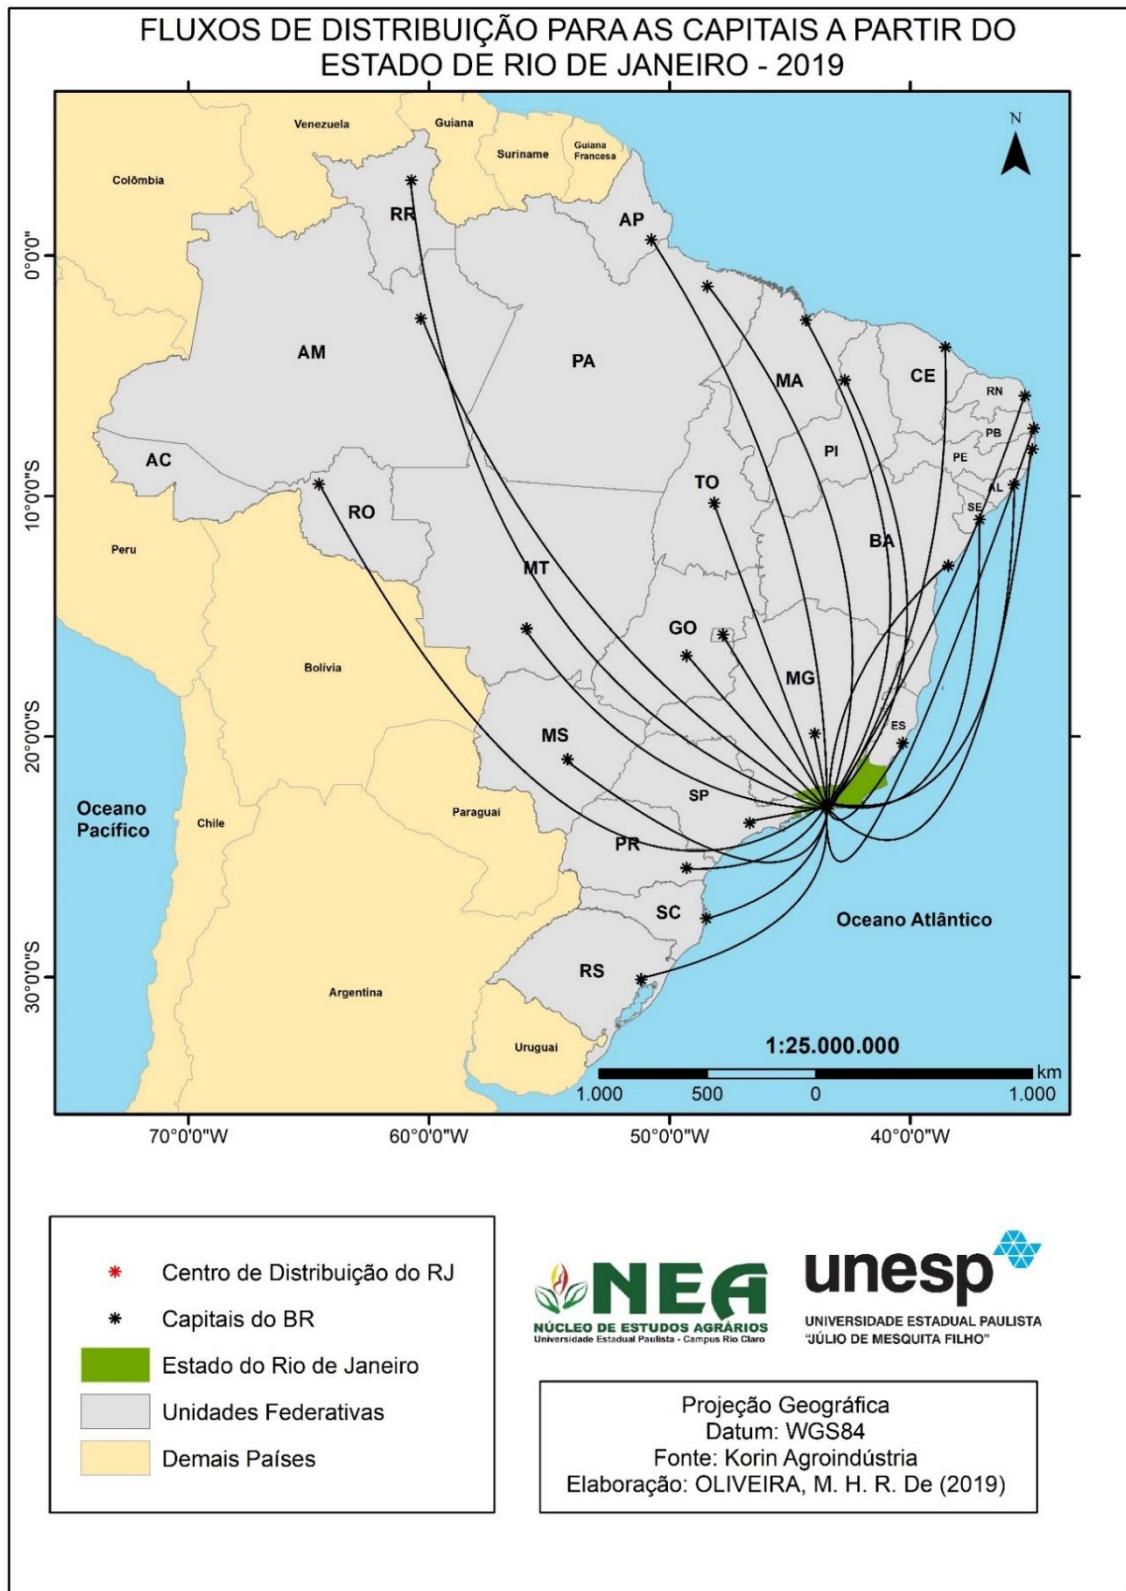 FLUXOS DE DISTRIBUIÇÃO PARA AS CAPITAIS A PARTIR DO
ESTADO DE RIO DE JANEIRO - 2019
Venezuela
Guiana
Suriname
Guiana
Francesa
Colômbia
N
RR
AP
0°0'0"
AM
PA
MA
CE
RN
PB
PI
PE
AC
TO
AL
SE
10°0'0"S
RO
BA
Peru
MT
GO
Bolívia
MG
ES
MS
20°0'0"S
SP
Oceano
Pacífico
Chile
Paraguai
PR
SC
Oceano Atlântico
RS
30°0'0"S
Argentina
Uruguai
1:25.000.000
km
1.000 500 0 1.000
70°0'0"W 60°0'0"W 50°0'0"W 40°0'0"W
Centro de Distribuição do RJ
Capitais do BR
Estado do Rio de Janeiro
Unidades Federativas
Demais Países
NEA
NÚCLEO DE ESTUDOS AGRÁRIOS
Universidade Estadual Paulista - Campus Rio Claro
unesp
UNIVERSIDADE ESTADUAL PAULISTA
"JÚLIO DE MESQUITA FILHO"
Projeção Geográfica
Datum: WGS84
Fonte: Korin Agroindústria
Elaboração: OLIVEIRA, M. H. R. De (2019)